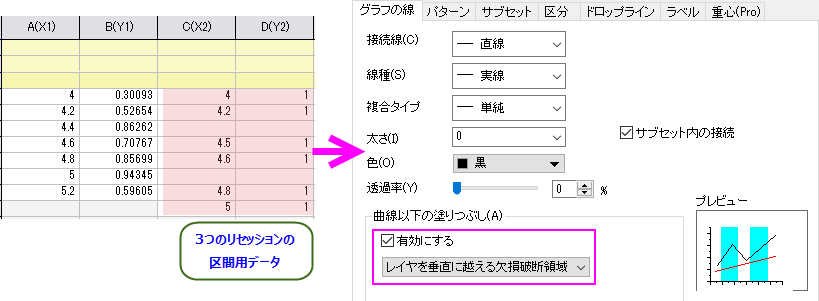 A(X1) B(Y1) C(X2) D(Y2)
4 0.30093 4 1
4.2 0.52654 4.2 1
4.4 0.86262
4.6 0.70767 4.5 1
4.8 0.85699 4.6 1
5 0.94345
5.2 0.59605 4.8 1
5 1
3つのリセッションの
区間用データ
グラフの線 パターン サブセット 区分 ドロップライン ラベル 重心(Pro)
接続線(C) 直線
線種(S) 実線
複合タイプ 単純
太さ(I) 0
サブセット内の接続
色(O) 黒
透過率(Y) 0 %
曲線以下の塗りつぶし(A)
有効にする
レイヤを垂直に越える欠損破断領域
プレビュー